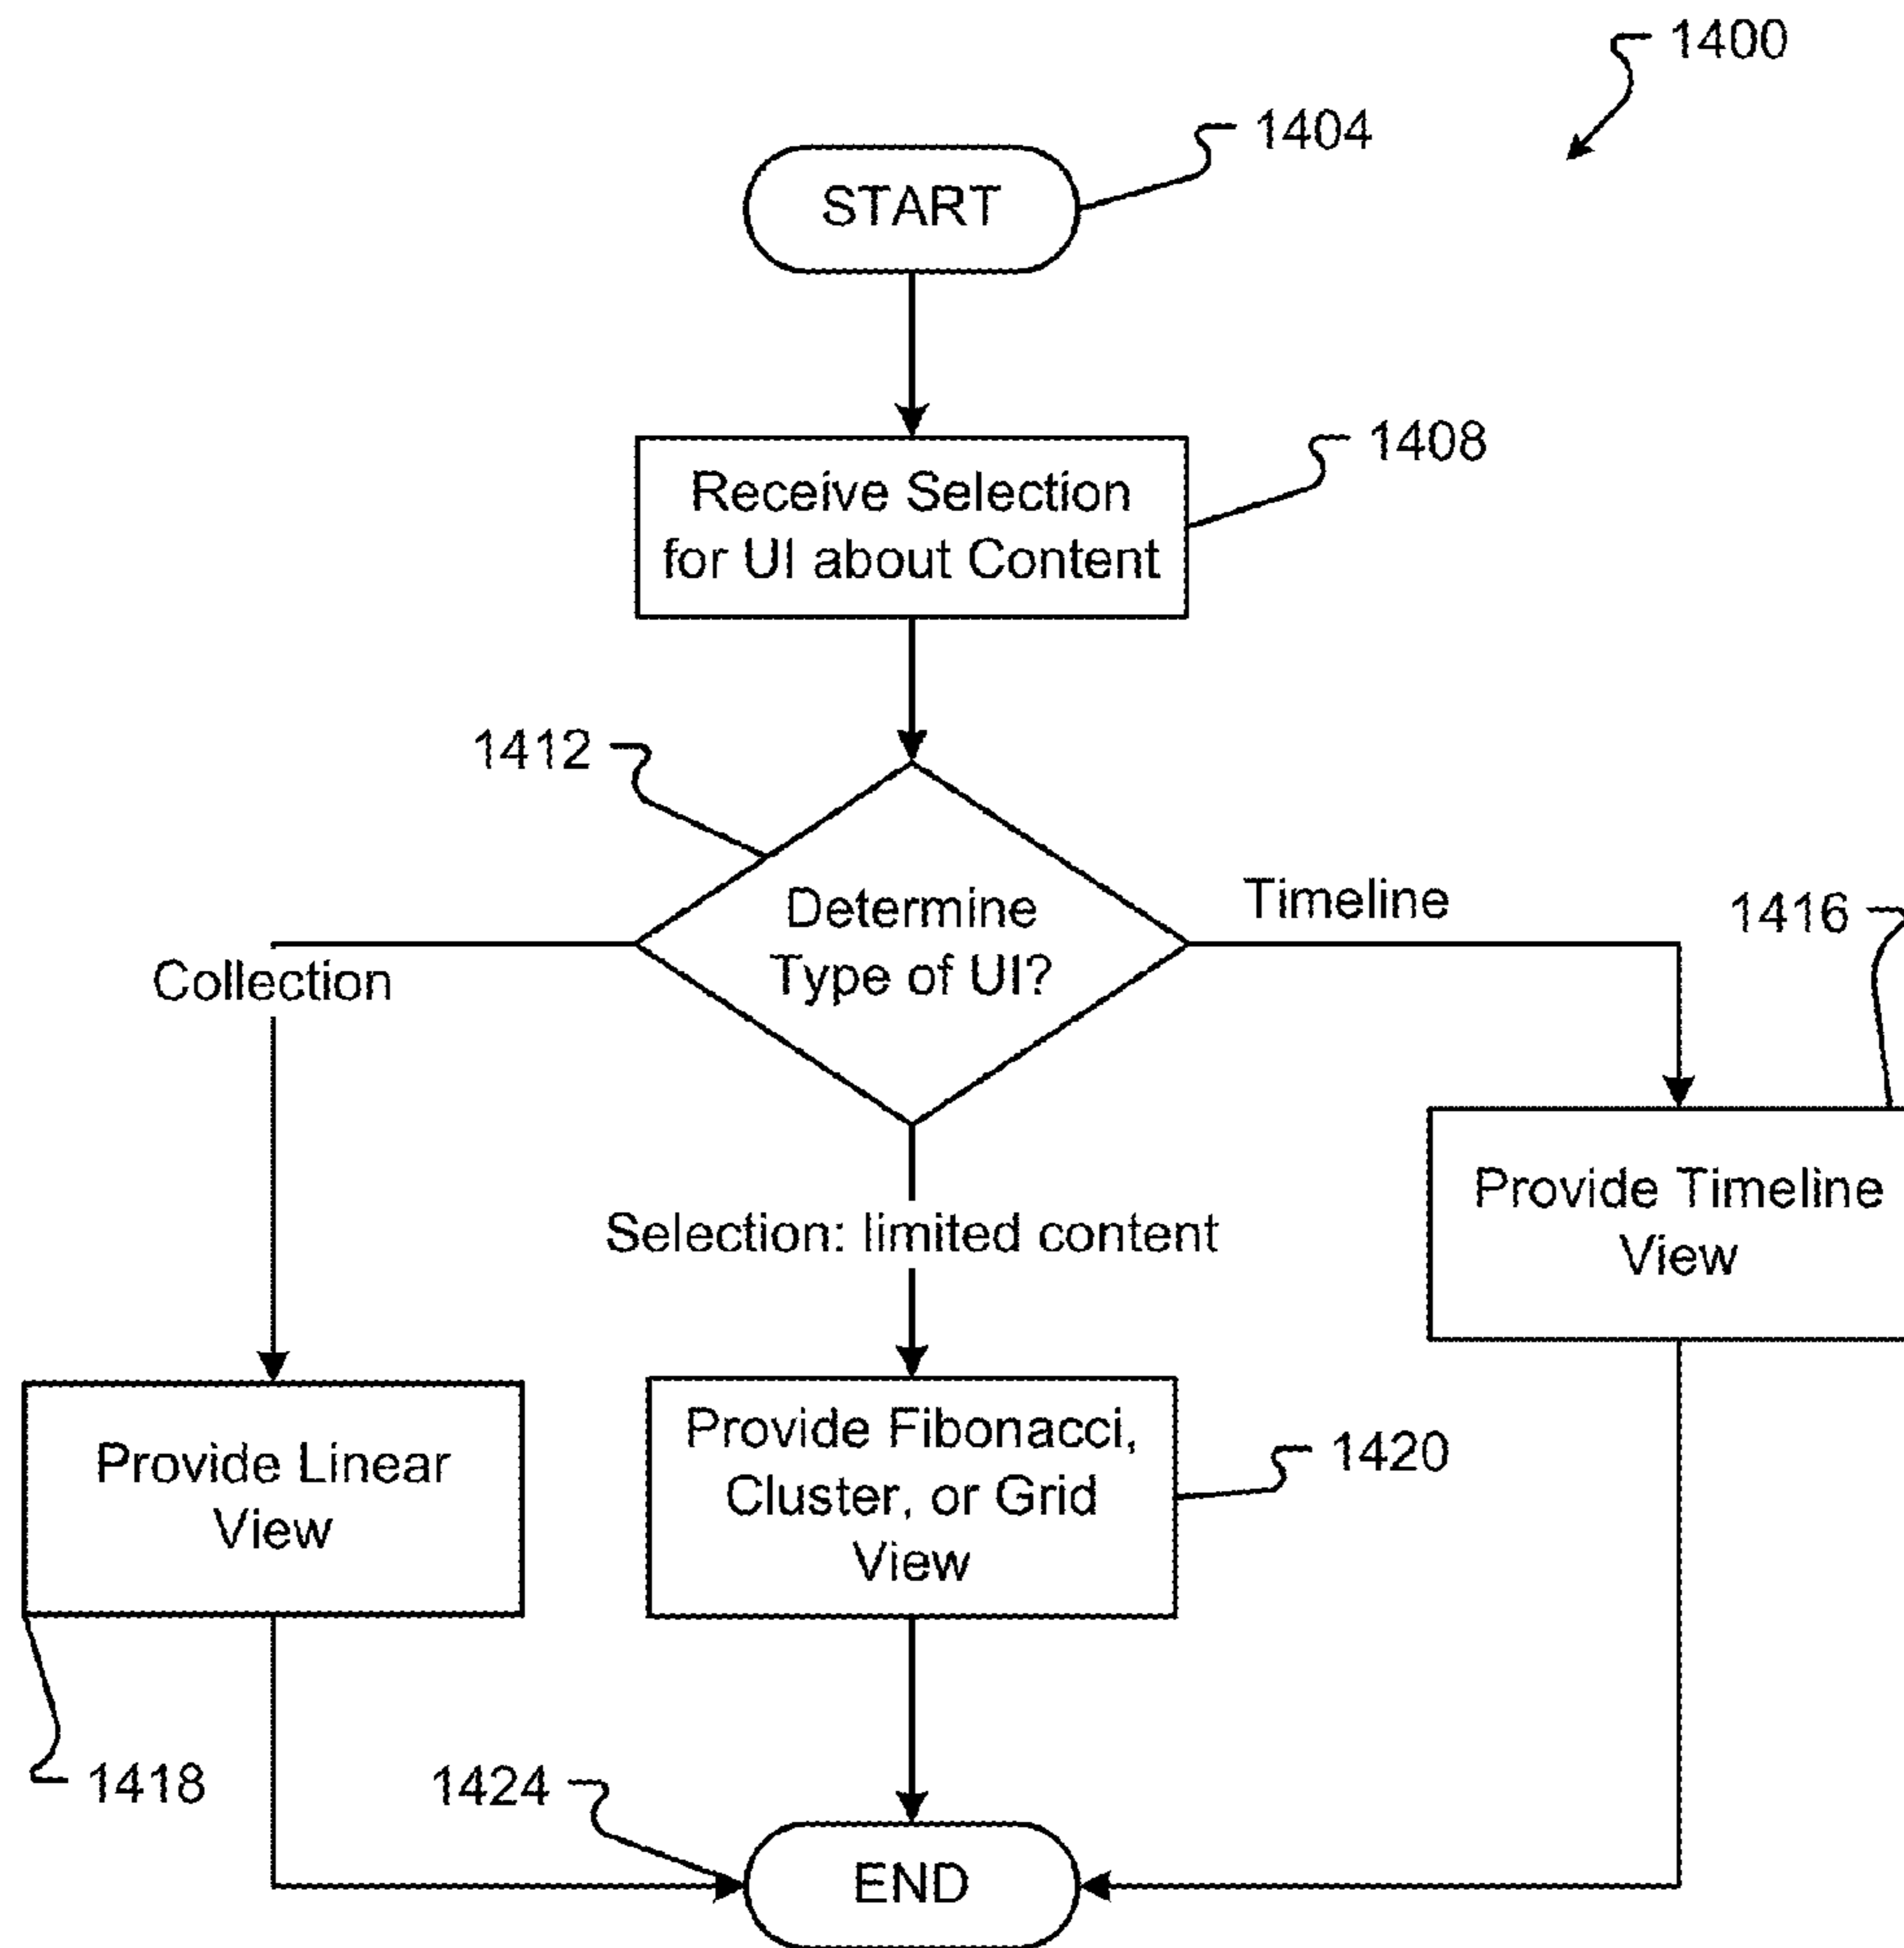 1400
1404
START
1408
Receive Selection
for UI about Content
1412
Determine
Type of UI?
Timeline
1416
Collection
Provide Timeline
View
Selection: limited content
Provide Linear
View
Provide Fibonacci,
Cluster, or Grid
View
1420
1418
1424
END